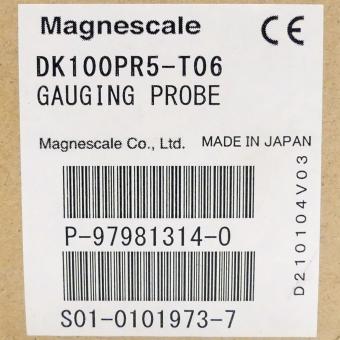 Magnescale CE
DK100PR5-T06
GAUGING PROBE
Magnescale Co., Ltd. MADE IN JAPAN
P-97981314-0
S01-0101973-7
D210104V03